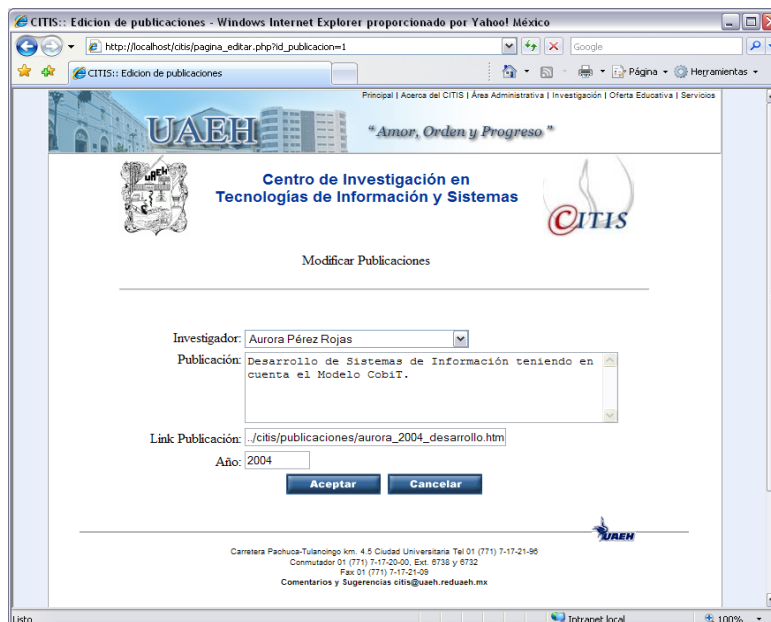 CITIS:: Edicion de publicaciones - Windows Internet Explorer proporcionado por Yahoo! México
http://localhost/citis/pagina_editar.php?id_publicacion=1
Google
CITIS:: Edicion de publicaciones
Página
Herramientas
Principal | Acerca del CITIS | Área Administrativa | Investigación | Oferta Educativa | Servicios
UAEH
“ Amor, Orden y Progreso ”
UAEH
Centro de Investigación en
Tecnologías de Información y Sistemas
CITIS
Modificar Publicaciones
Investigador: Aurora Pérez Rojas
Publicación: Desarrollo de Sistemas de Información teniendo en
cuenta el Modelo CobiT.
Link Publicación: ../citis/publicaciones/aurora_2004_desarrollo.htm
Año: 2004
Aceptar Cancelar
UAEH
Carretera Pachuca-Tulancingo km. 4.5 Ciudad Universitaria Tel 01 (771) 7-17-21-96
Conmutador 01 (771) 7-17-20-00, Ext. 6738 y 6732
Fax 01 (771) 7-17-21-09
Comentarios y Sugerencias citis@uaeh.reduaeh.mx
Listo
Intranet local
100%